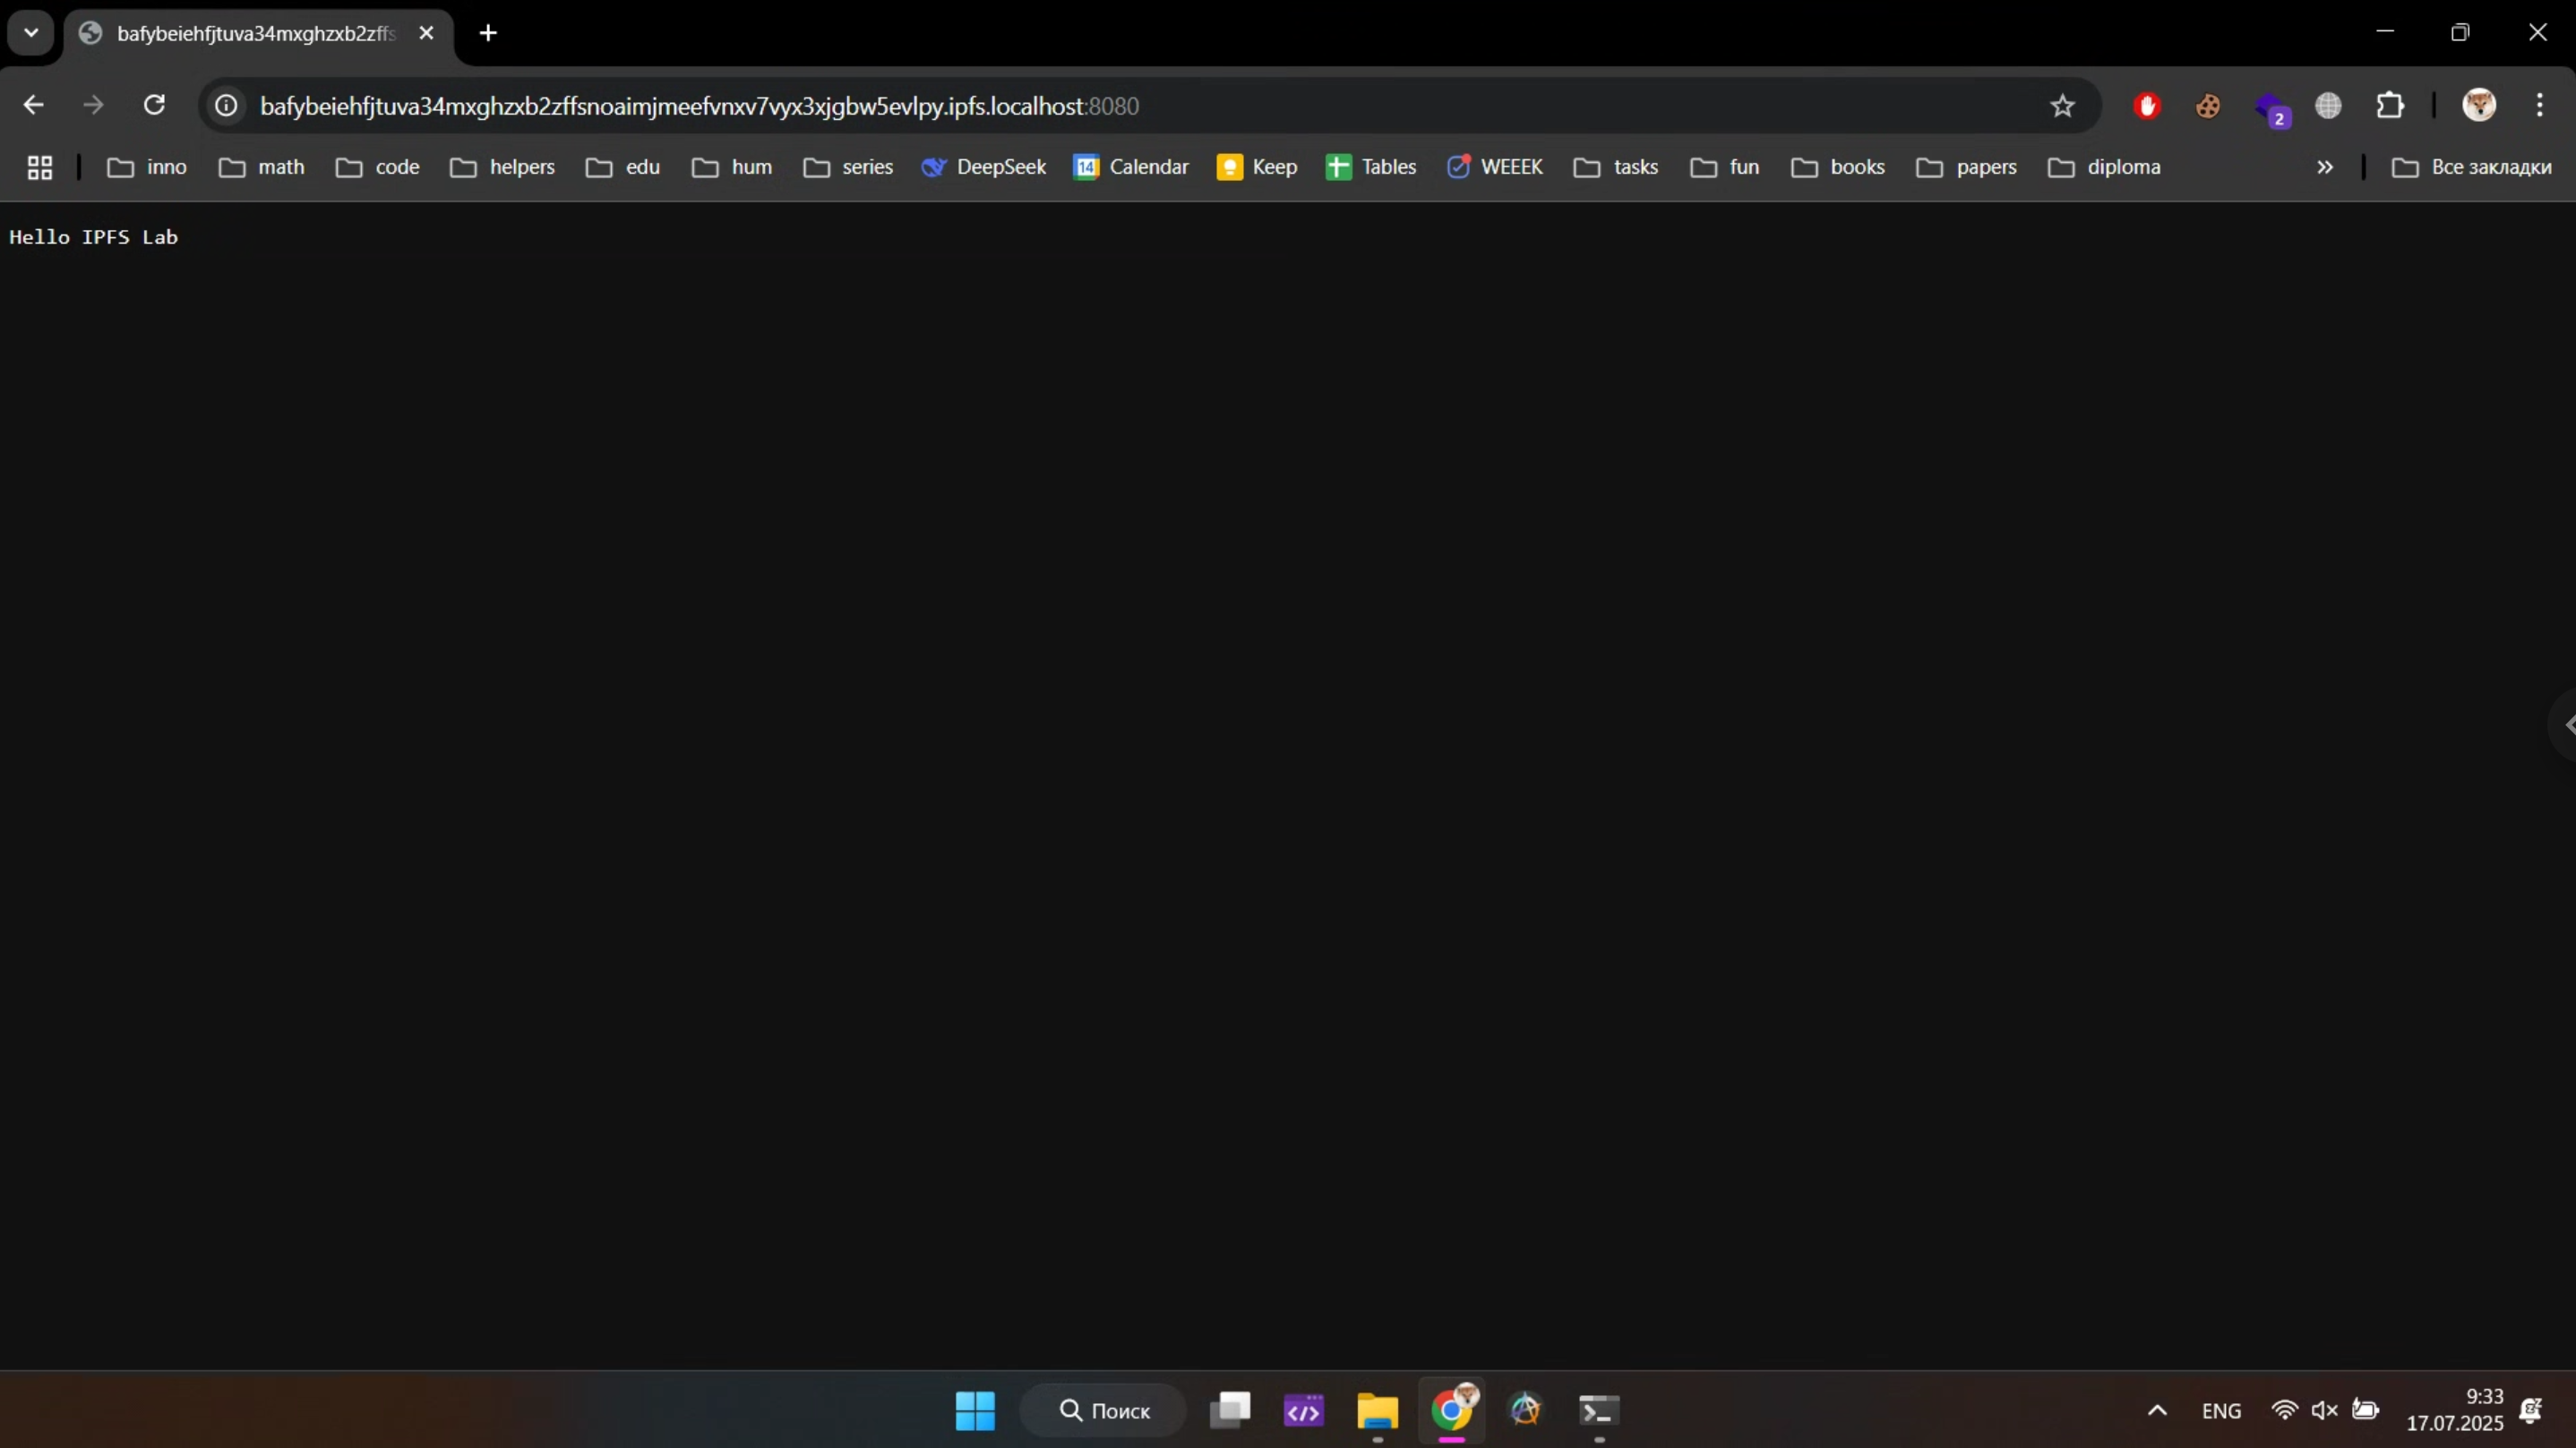 bafybeiehfjtuva34mxghzxb2zffs
bafybeiehfjtuva34mxghzxb2zffsnoaimjmeefvnxv7vyx3xjgbw5evlpy.ipfs.localhost:8080
2
inno math code helpers edu hum series DeepSeek 14 Calendar Keep Tables WEEEK tasks fun books papers diploma Все закладки
Hello IPFS Lab
Поиск
ENG
9:33
17.07.2025